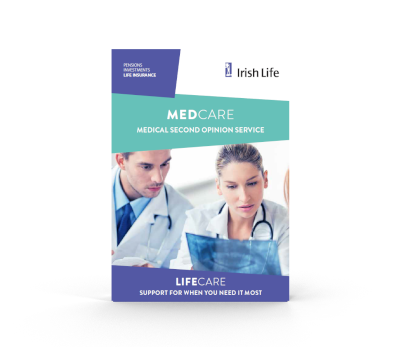 PENSIONS
INVESTMENTS
LIFE INSURANCE
Irish Life
MEDCARE
MEDICAL SECOND OPINION SERVICE
LIFECARE
SUPPORT FOR WHEN YOU NEED IT MOST